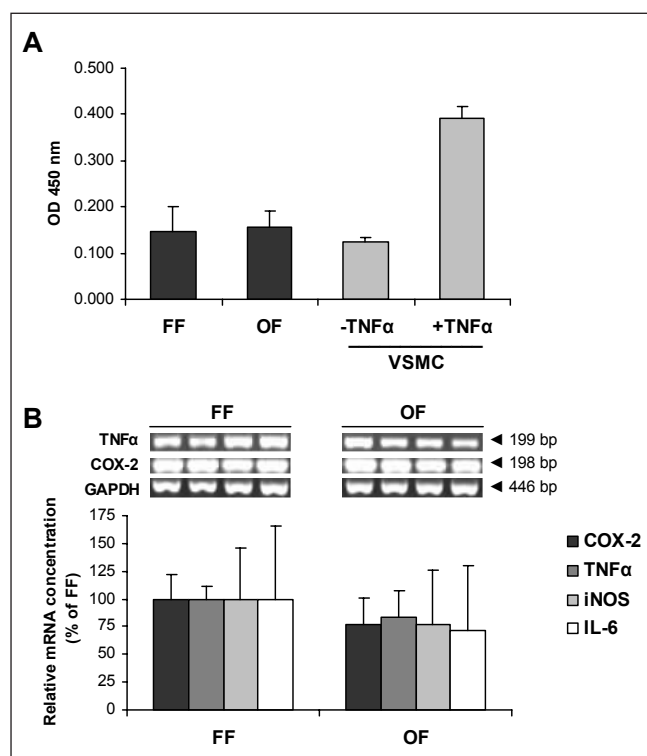 A
0.500
0.400
0.300
0.200
0.100
0.000
OD 450 nm
FF OF -TNFα +TNFα
VSMC
B
FF OF
TNFα 199 bp
COX-2 198 bp
GAPDH 446 bp
175
150
125
100
75
50
25
0
Relative mRNA concentration
(% of FF)
COX-2
TNFα
iNOS
IL-6
FF OF